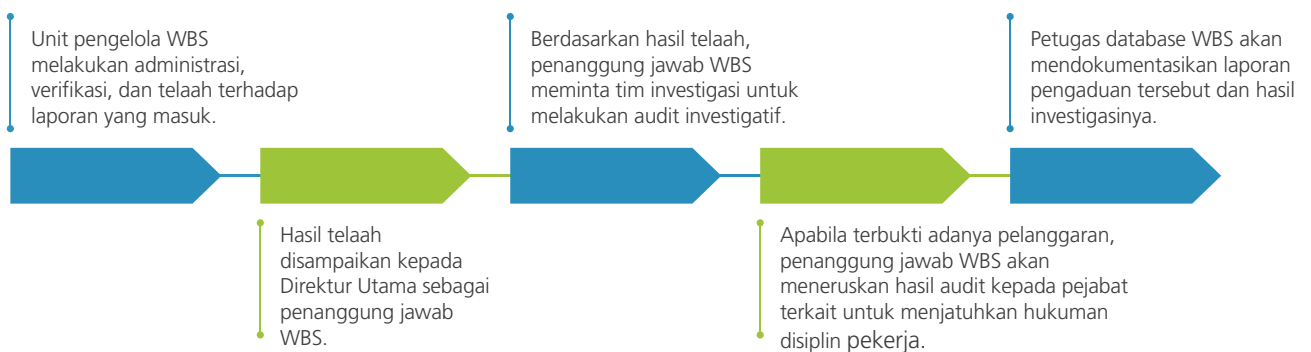 Unit pengelola WBS
melakukan administrasi,
verifikasi, dan telaah terhadap
laporan yang masuk.
Hasil telaah
disampaikan kepada
Direktur Utama sebagai
penanggung jawab
WBS.
Berdasarkan hasil telaah,
penanggung jawab WBS
meminta tim investigasi untuk
melakukan audit investigatif.
Apabila terbukti adanya pelanggaran,
penanggung jawab WBS akan
meneruskan hasil audit kepada pejabat
terkait untuk menjatuhkan hukuman
disiplin pekerja.
Petugas database WBS akan
mendokumentasikan laporan
pengaduan tersebut dan hasil
investigasinya.